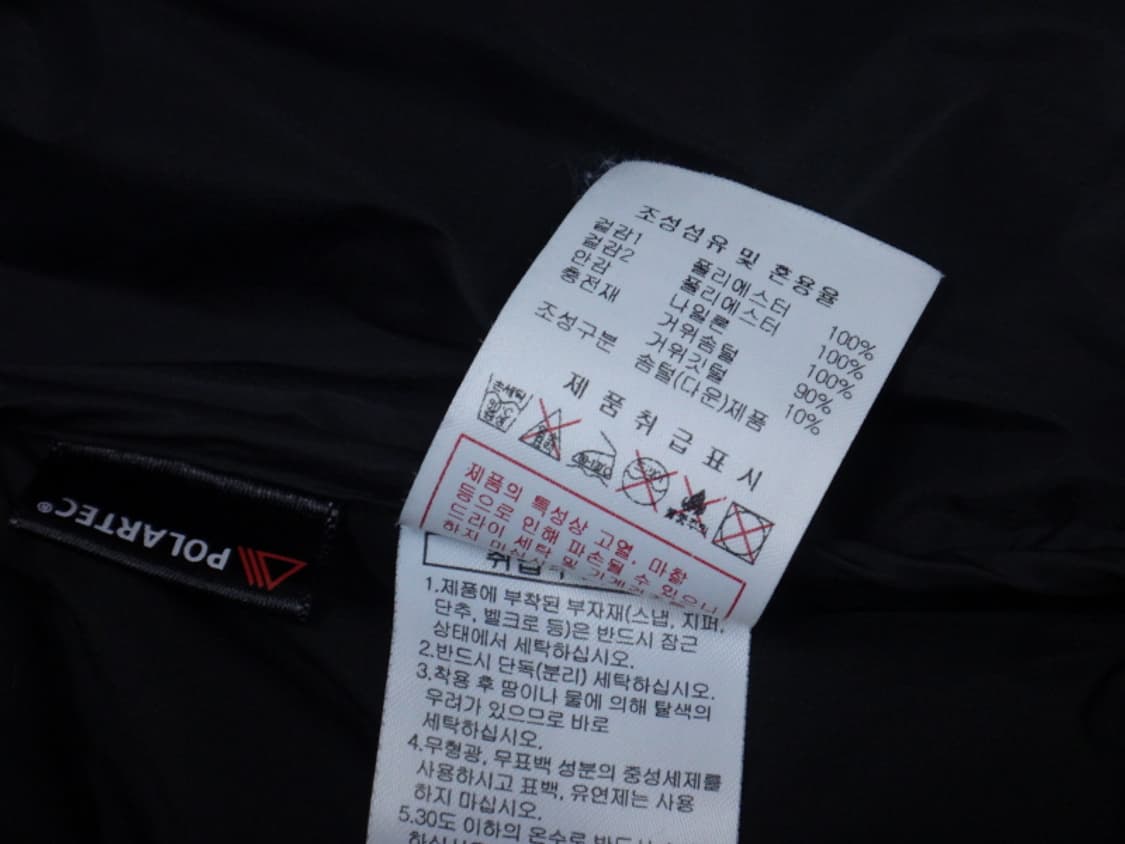 조성섬유 및 혼용율
겉감1 폴리에스터 100%
겉감2 폴리에스터 100%
안감 나일론 100%
충전재 거위솜털 90%
거위깃털 10%
조성구분 솜털(다운)제품
제 품 취 급 표 시
손세탁
제품의 특성상 고열, 마찰
등으로 인해 파손될 수 있으니
드라이 세탁 및
하지 마십시오
1.제품에 부착된 부자재(스냅, 지퍼,
단추, 벨크로 등)은 반드시 잠근
상태에서 세탁하십시오.
2.반드시 단독(분리) 세탁하십시오.
3.착용 후 땀이나 물에 의해 탈색의
우려가 있으므로 바로
세탁하십시오.
4.무형광, 무표백 성분의 중성세제를
사용하시고 표백, 유연제는 사용
하지 마십시오.
5.30도 이하의 온수로 반드시
POLARTEC®